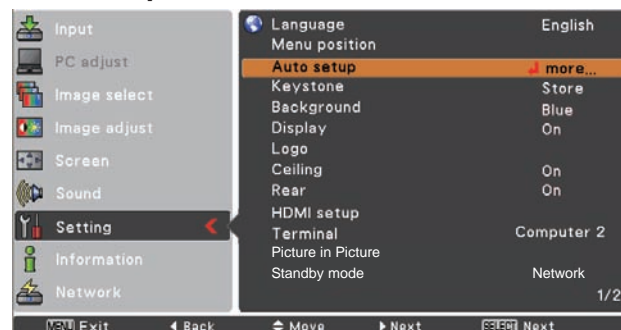 Input
PC adjust
Image select
Image adjust
Screen
Sound
Setting
Information
Network
Language English
Menu position
Auto setup more...
Keystone Store
Background Blue
Display On
Logo
Ceiling On
Rear On
HDMI setup
Terminal Computer 2
Picture in Picture
Standby mode Network
1/2
MENU Exit Back Move Next SELECT Next